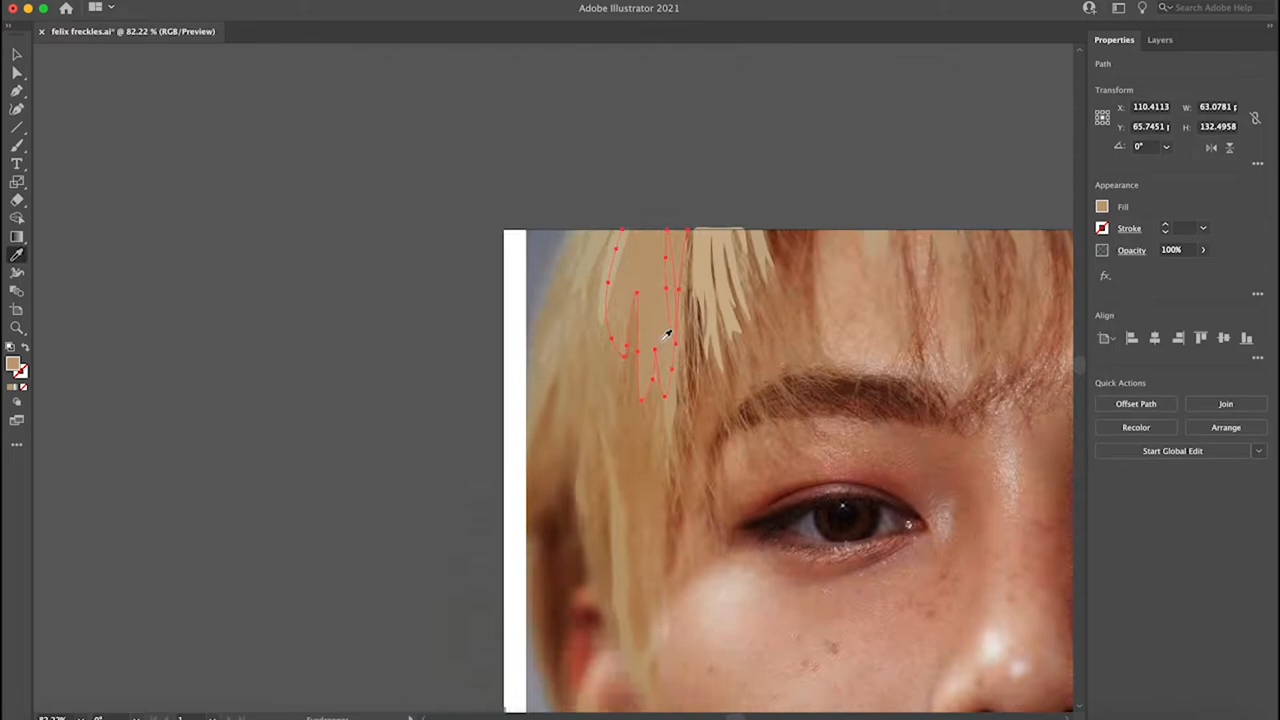 Adobe Illustrator 2021
Search Adobe Help
felix freckles.ai* @ 82.22 % (RGB/Preview)
Properties
Layers
Path
Transform
X: 110.4113
W: 63.0781 p
Y: 65.7451
H: 132.4958
0°
Appearance
Fill
Stroke
Opacity
100%
Align
Quick Actions
Offset Path
Join
Recolor
Arrange
Start Global Edit